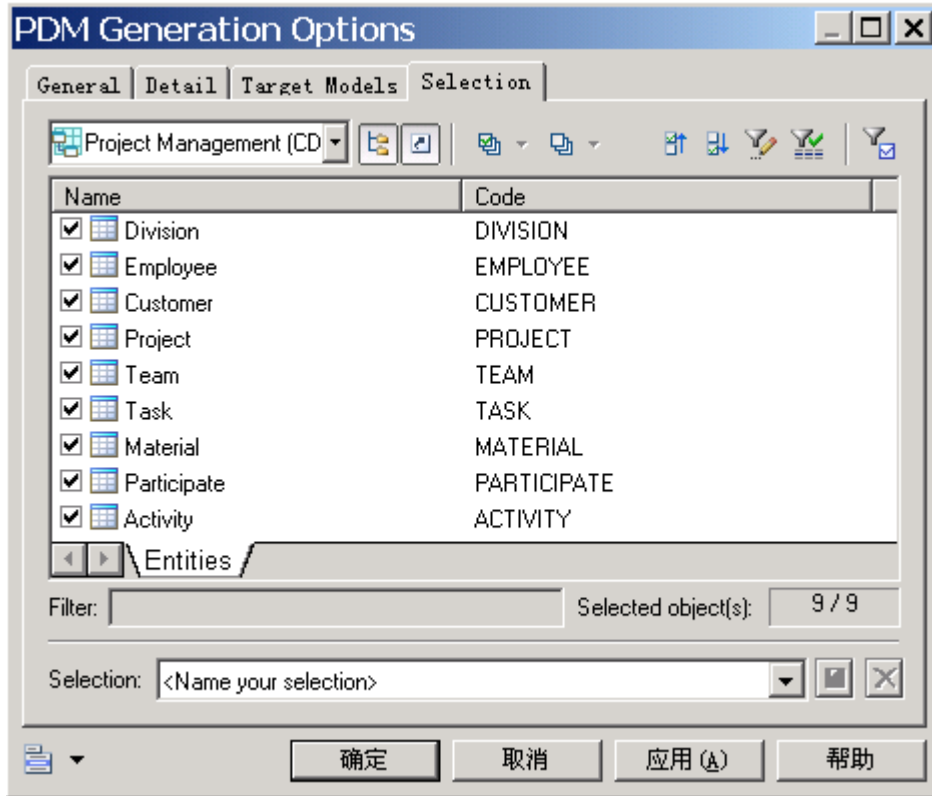 PDM Generation Options
General Detail Target Models Selection
Project Management (CD
Name Code
Division DIVISION
Employee EMPLOYEE
Customer CUSTOMER
Project PROJECT
Team TEAM
Task TASK
Material MATERIAL
Participate PARTICIPATE
Activity ACTIVITY
Entities
Filter: Selected object(s): 9 / 9
Selection: <Name your selection>
确定 取消 应用(A) 帮助